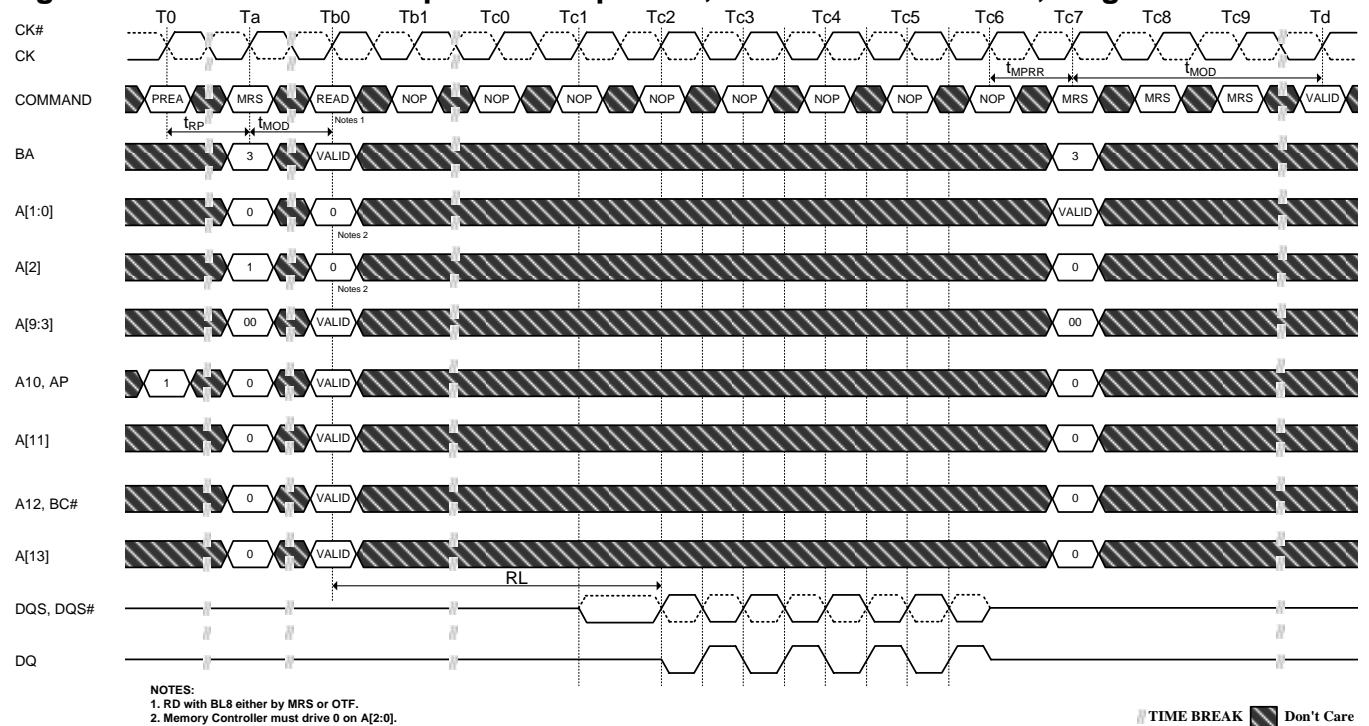 T0 Ta Tb0 Tb1 Tc0 Tc1 Tc2 Tc3 Tc4 Tc5 Tc6 Tc7 Tc8 Tc9 Td
CK#
CK
tMPRR tMOD
COMMAND PREA MRS READ NOP NOP NOP NOP NOP NOP NOP NOP MRS MRS MRS VALID
tRP tMOD Notes 1
BA 3 VALID 3
A[1:0] 0 0 VALID
Notes 2
A[2] 1 0 0
Notes 2
A[9:3] 00 VALID 00
A10, AP 1 0 VALID 0
A[11] 0 VALID 0
A12, BC# 0 VALID 0
A[13] 0 VALID 0
RL
DQS, DQS#
DQ
NOTES:
1. RD with BL8 either by MRS or OTF.
2. Memory Controller must drive 0 on A[2:0].
TIME BREAK Don't Care